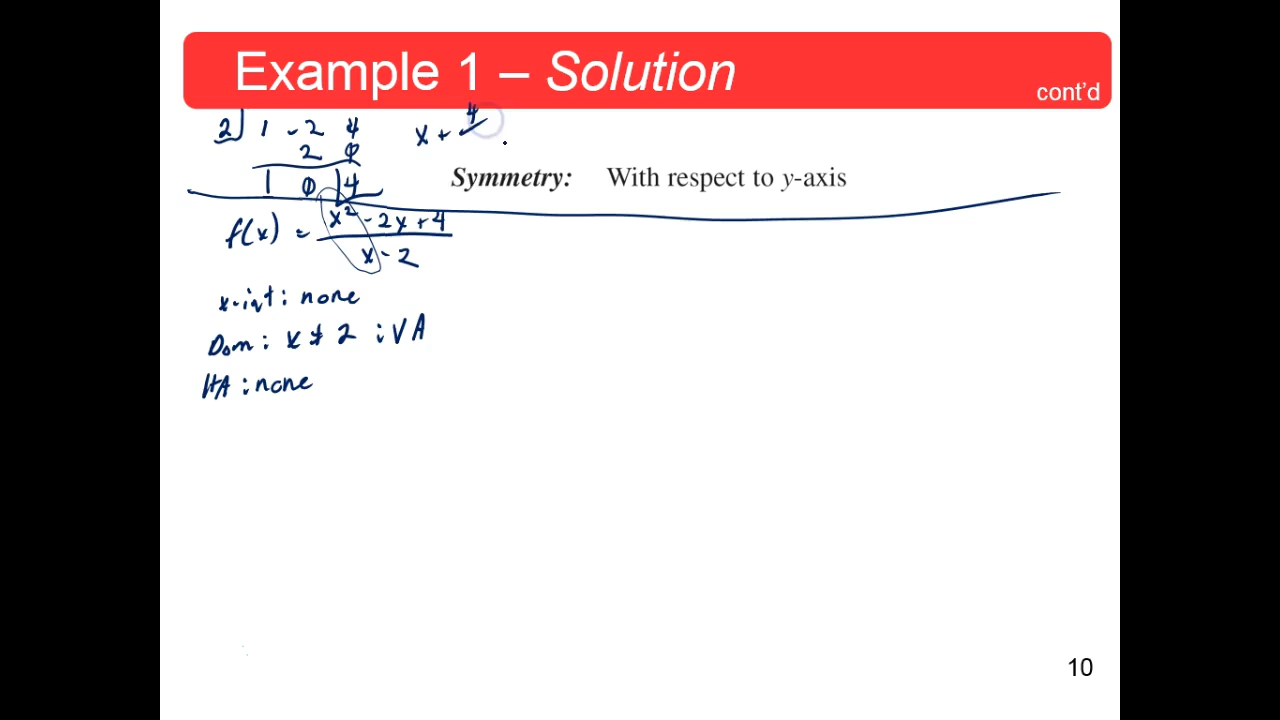 Example 1 – Solution
cont'd
2 1 -2 4
x + 4/
2 0
Symmetry: With respect to y-axis
1 0 4
f(x) = x² - 2x + 4
x - 2
x-int: none
Dom: x ≠ 2 : VA
HA: none
10